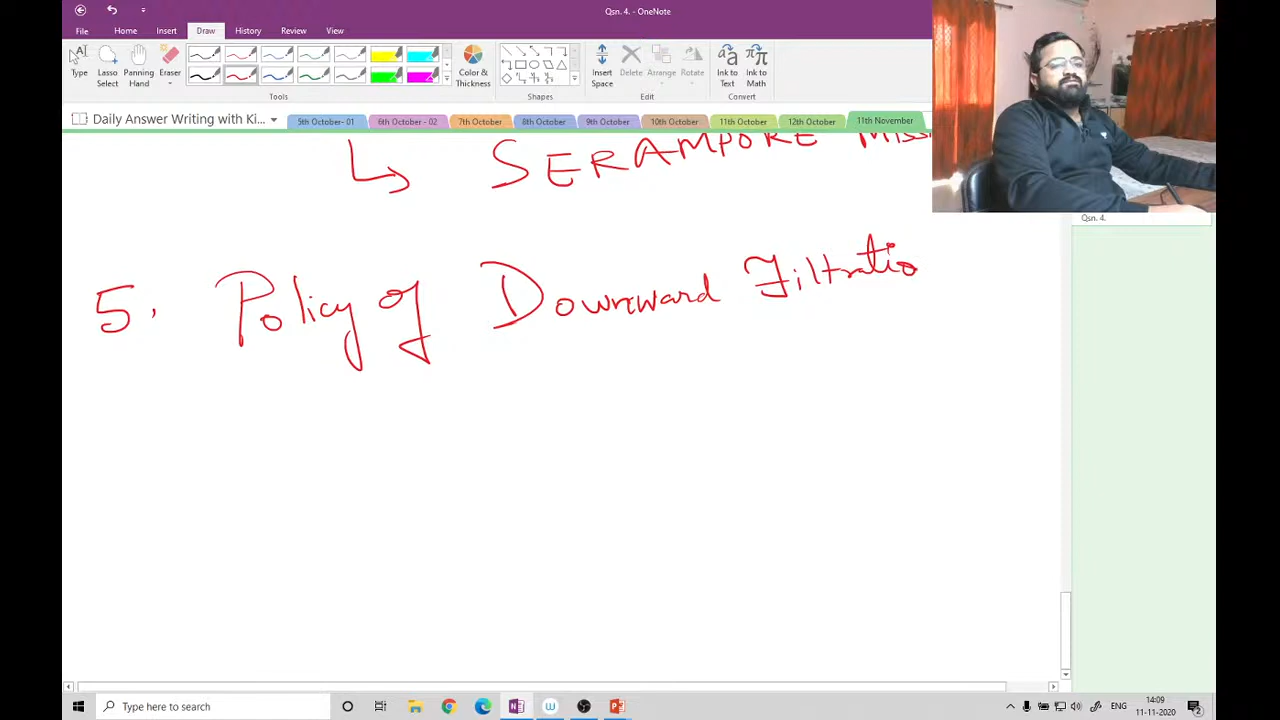 Qsn. 4. - OneNote
File Home Insert Draw History Review View
Type
Lasso Select
Panning Hand
Eraser
Color & Thickness
Insert Space
Delete
Arrange
Rotate
Ink to Text
Ink to Math
Tools Shapes Edit Convert
Daily Answer Writing with Ki... 5th October- 01 6th October - 02 7th October 8th October 9th October 10th October 11th October 12th October 11th November
SERAMPORE MISS
Qsn. 4.
5. Policy of Downward Filtratio
Type here to search
ENG
14:09
11-11-2020
2